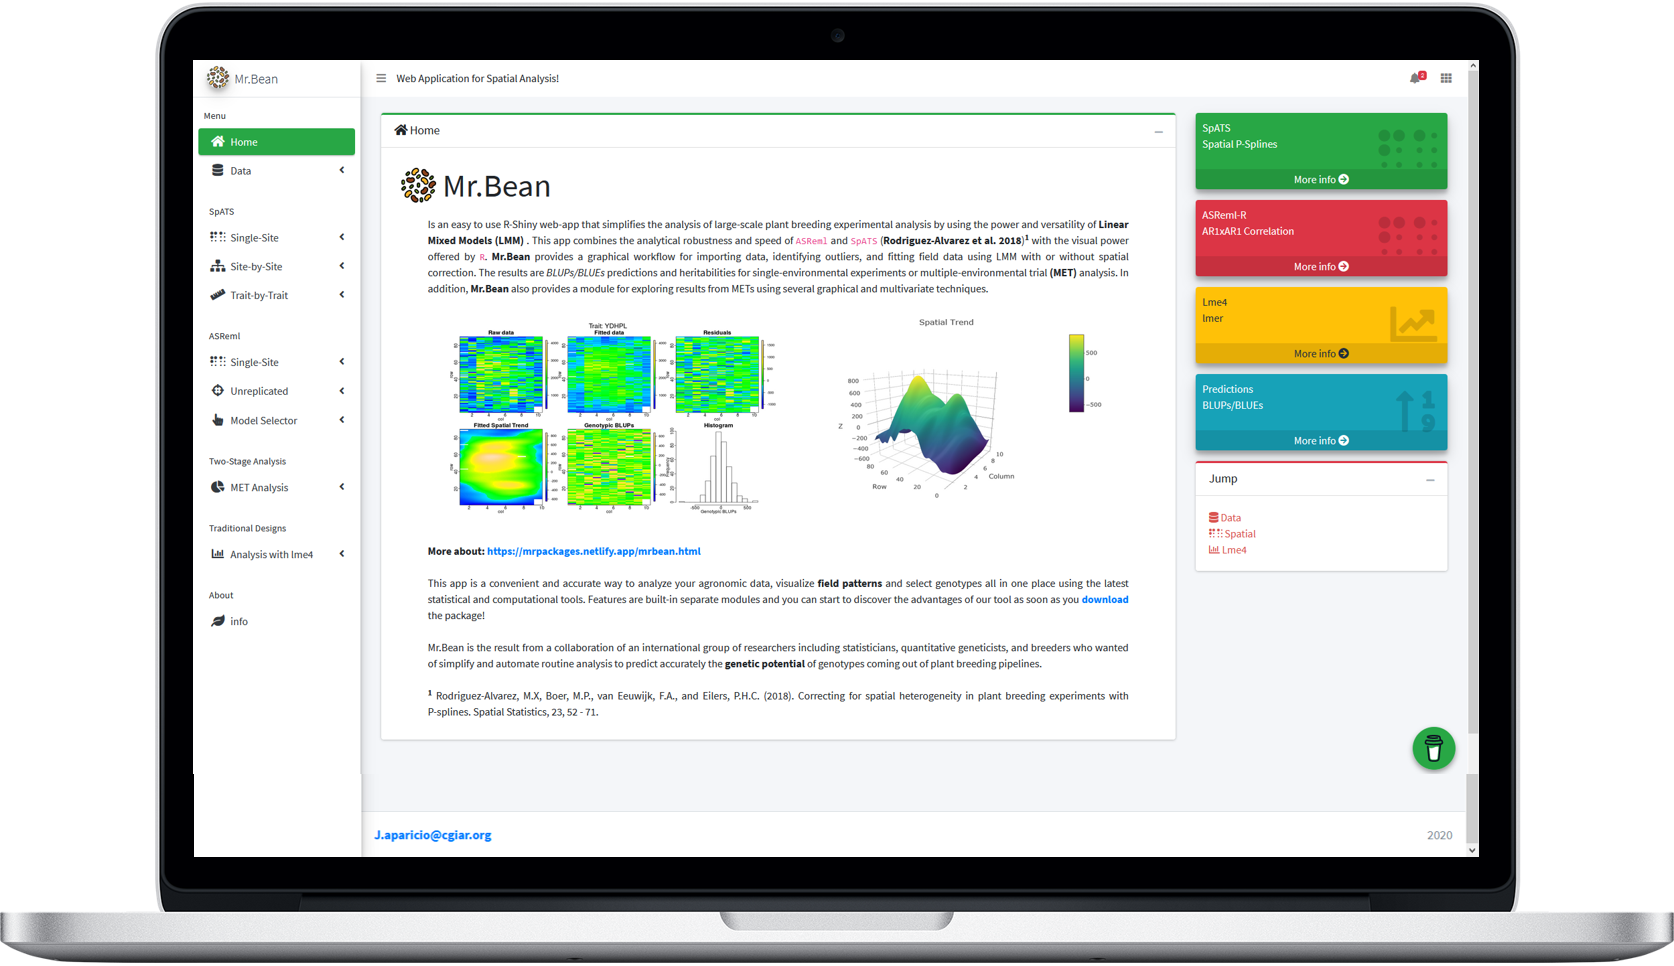 Mr.Bean
Web Application for Spatial Analysis!
2
Menu
Home
Data
SpATS
Single-Site
Site-by-Site
Trait-by-Trait
ASReml
Single-Site
Unreplicated
Model Selector
Two-Stage Analysis
MET Analysis
Traditional Designs
Analysis with lme4
About
info
Home
Mr.Bean
Is an easy to use R-Shiny web-app that simplifies the analysis of large-scale plant breeding experimental analysis by using the power and versatility of Linear
Mixed Models (LMM) . This app combines the analytical robustness and speed of ASReml and SpATS (Rodriguez-Alvarez et al. 2018)1 with the visual power
offered by R. Mr.Bean provides a graphical workflow for importing data, identifying outliers, and fitting field data using LMM with or without spatial
correction. The results are BLUPs/BLUEs predictions and heritabilities for single-environmental experiments or multiple-environmental trial (MET) analysis. In
addition, Mr.Bean also provides a module for exploring results from METs using several graphical and multivariate techniques.
Trait: YDHPL
Raw data
Fitted data
Residuals
Fitted Spatial Trend
Genotypic BLUPs
Histogram
Genotypic BLUPs
Spatial Trend
500
0
−500
800
600
400
200
0
−200
−400
−600
Z
80
60
40
20
0
Row
2
4
6
8
10
Column
More about: https://mrpackages.netlify.app/mrbean.html
This app is a convenient and accurate way to analyze your agronomic data, visualize field patterns and select genotypes all in one place using the latest
statistical and computational tools. Features are built-in separate modules and you can start to discover the advantages of our tool as soon as you download
the package!
Mr.Bean is the result from a collaboration of an international group of researchers including statisticians, quantitative geneticists, and breeders who wanted
of simplify and automate routine analysis to predict accurately the genetic potential of genotypes coming out of plant breeding pipelines.
1 Rodriguez-Alvarez, M.X, Boer, M.P., van Eeuwijk, F.A., and Eilers, P.H.C. (2018). Correcting for spatial heterogeneity in plant breeding experiments with
P-splines. Spatial Statistics, 23, 52 - 71.
SpATS
Spatial P-Splines
More info
ASReml-R
AR1xAR1 Correlation
More info
Lme4
lmer
More info
Predictions
BLUPs/BLUEs
1
9
More info
Jump
Data
Spatial
Lme4
J.aparicio@cgiar.org
2020